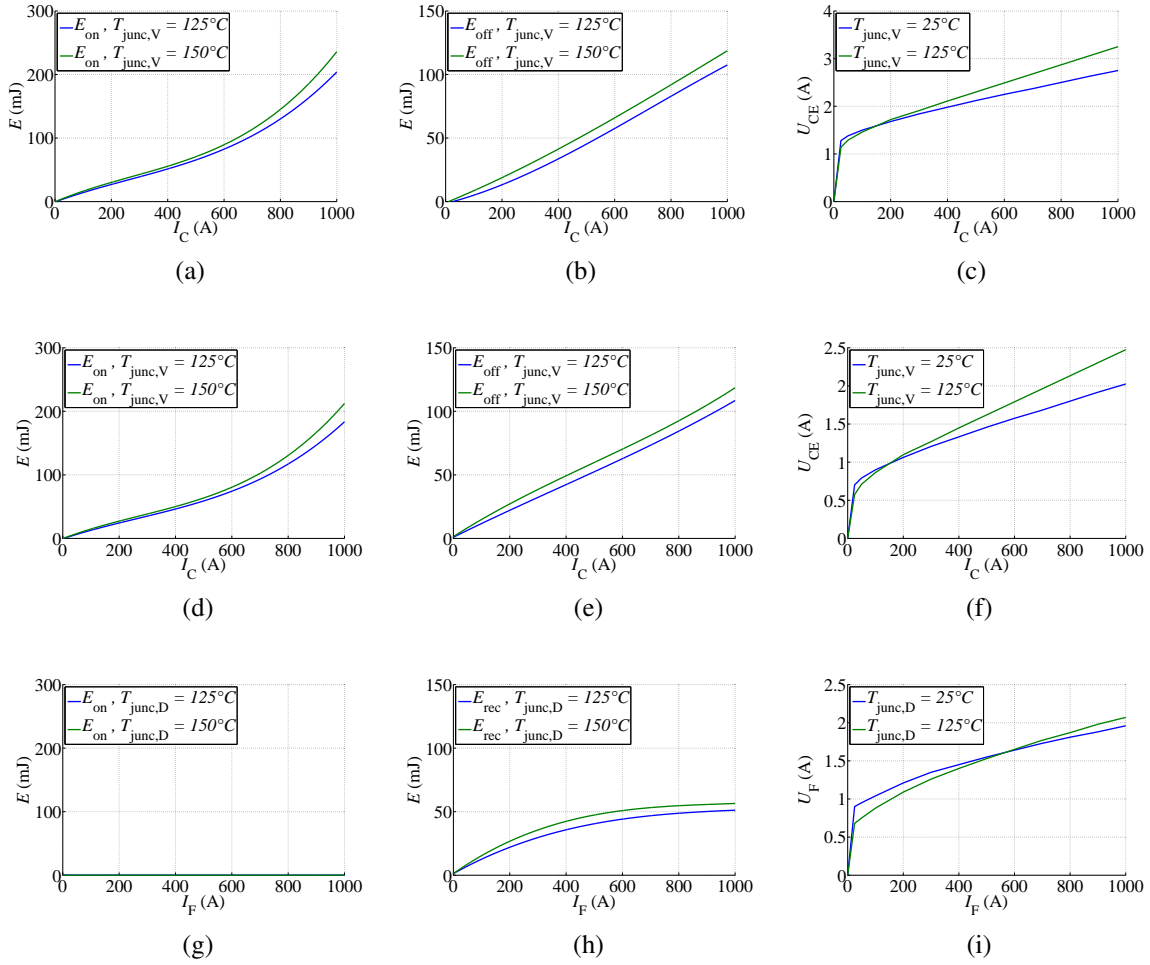 300
200
100
0
E (mJ)
E_on , T_junc,V = 125°C
E_on , T_junc,V = 150°C
0 200 400 600 800 1000
I_C (A)
(a)
150
100
50
0
E (mJ)
E_off , T_junc,V = 125°C
E_off , T_junc,V = 150°C
0 200 400 600 800 1000
I_C (A)
(b)
4
3
2
1
0
U_CE (A)
T_junc,V = 25°C
T_junc,V = 125°C
0 200 400 600 800 1000
I_C (A)
(c)
300
200
100
0
E (mJ)
E_on , T_junc,V = 125°C
E_on , T_junc,V = 150°C
0 200 400 600 800 1000
I_C (A)
(d)
150
100
50
0
E (mJ)
E_off , T_junc,V = 125°C
E_off , T_junc,V = 150°C
0 200 400 600 800 1000
I_C (A)
(e)
2.5
2
1.5
1
0.5
0
U_CE (A)
T_junc,V = 25°C
T_junc,V = 125°C
0 200 400 600 800 1000
I_C (A)
(f)
300
200
100
0
E (mJ)
E_on , T_junc,D = 125°C
E_on , T_junc,D = 150°C
0 200 400 600 800 1000
I_F (A)
(g)
150
100
50
0
E (mJ)
E_rec , T_junc,D = 125°C
E_rec , T_junc,D = 150°C
0 200 400 600 800 1000
I_F (A)
(h)
2.5
2
1.5
1
0.5
0
U_F (A)
T_junc,D = 25°C
T_junc,D = 125°C
0 200 400 600 800 1000
I_F (A)
(i)